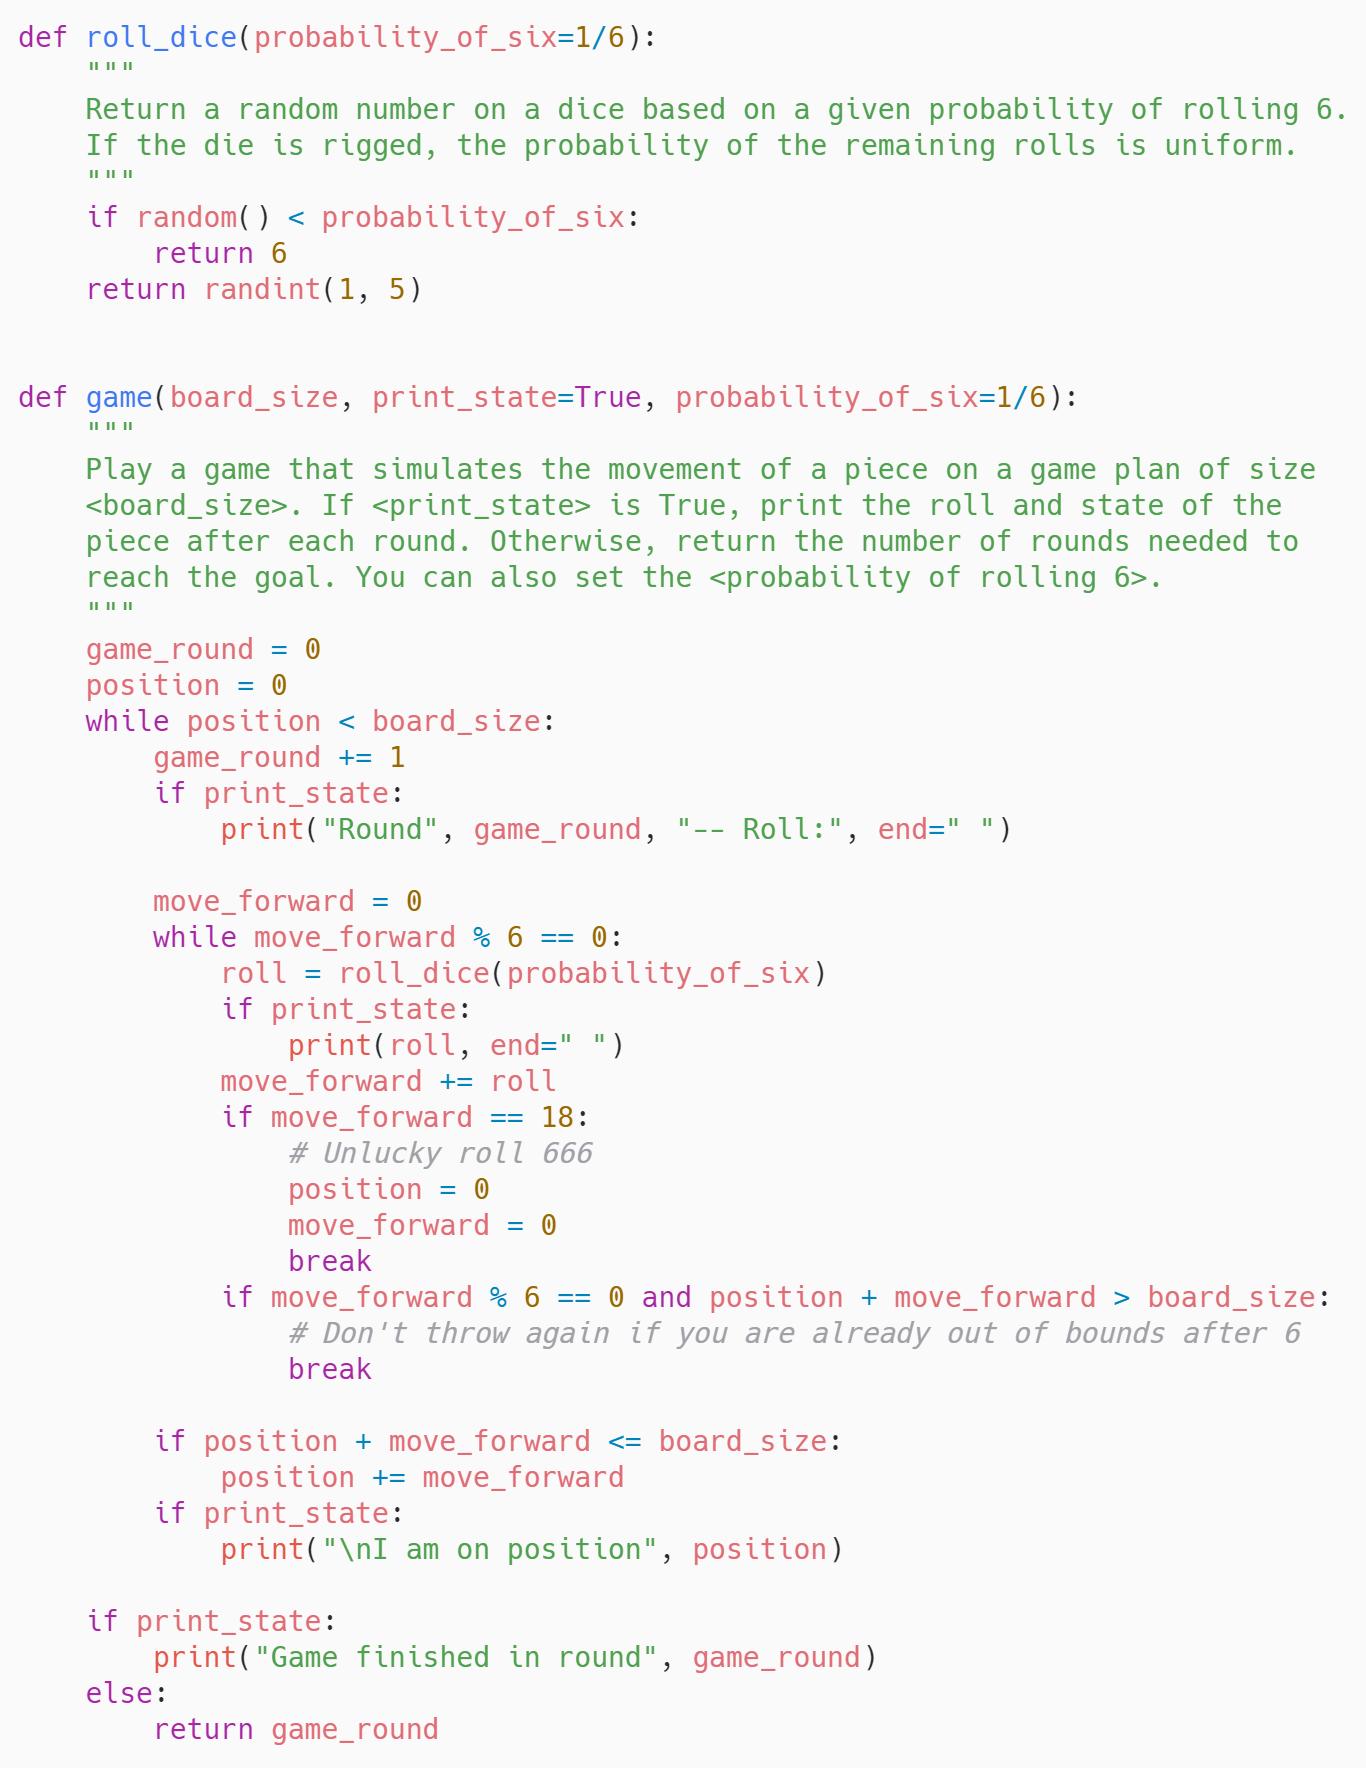 def roll_dice(probability_of_six=1/6):
    """
    Return a random number on a dice based on a given probability of rolling 6.
    If the die is rigged, the probability of the remaining rolls is uniform.
    """
    if random() < probability_of_six:
        return 6
    return randint(1, 5)


def game(board_size, print_state=True, probability_of_six=1/6):
    """
    Play a game that simulates the movement of a piece on a game plan of size
    <board_size>. If <print_state> is True, print the roll and state of the
    piece after each round. Otherwise, return the number of rounds needed to
    reach the goal. You can also set the <probability of rolling 6>.
    """
    game_round = 0
    position = 0
    while position < board_size:
        game_round += 1
        if print_state:
            print("Round", game_round, "-- Roll:", end=" ")

        move_forward = 0
        while move_forward % 6 == 0:
            roll = roll_dice(probability_of_six)
            if print_state:
                print(roll, end=" ")
            move_forward += roll
            if move_forward == 18:
                # Unlucky roll 666
                position = 0
                move_forward = 0
                break
            if move_forward % 6 == 0 and position + move_forward > board_size:
                # Don't throw again if you are already out of bounds after 6
                break

        if position + move_forward <= board_size:
            position += move_forward
        if print_state:
            print("\nI am on position", position)

    if print_state:
        print("Game finished in round", game_round)
    else:
        return game_round